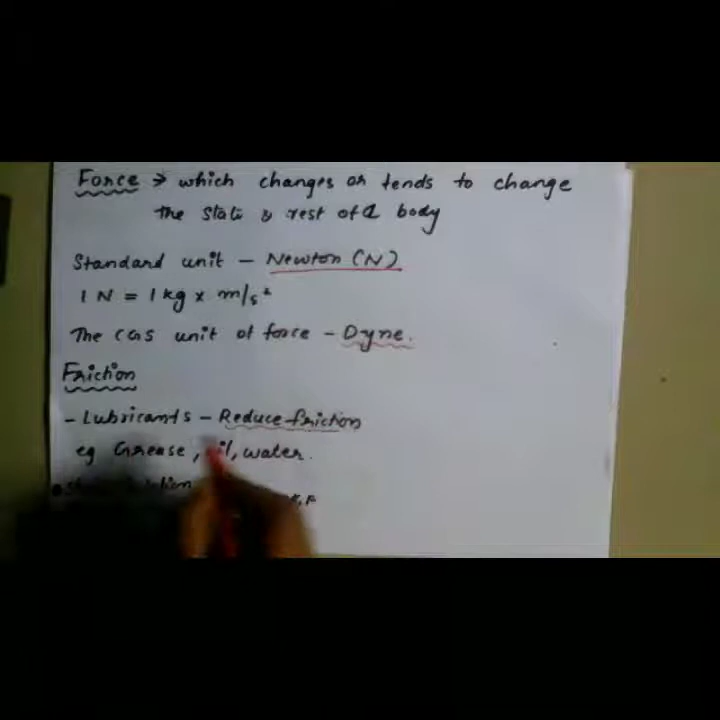 Force → which changes or tends to change
the state & rest of a body
Standard unit - Newton (N)
1 N = 1 kg x m/s²
The CGS unit of force - Dyne.
Friction
- Lubricants - Reduce friction
eg Grease, oil, water.